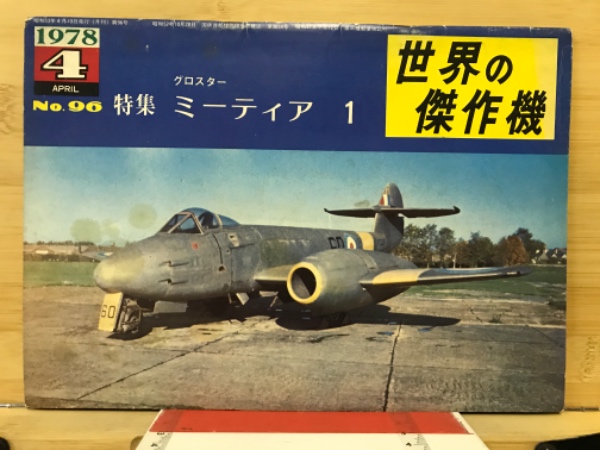 1978
4
APRIL
No.96
特集
グロスター
ミーティア 1
世界の
傑作機
60